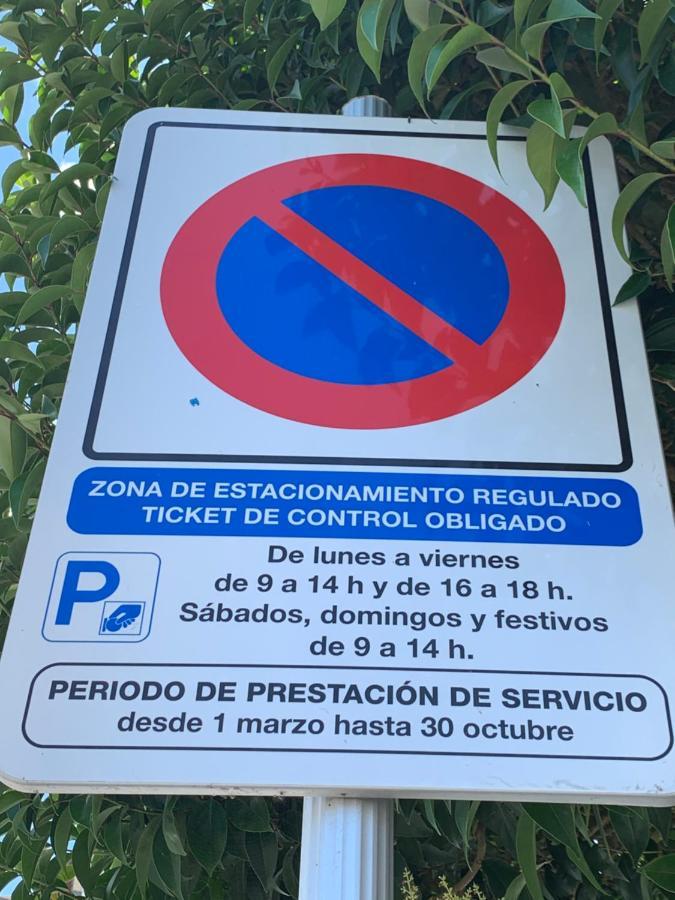 ZONA DE ESTACIONAMIENTO REGULADO
TICKET DE CONTROL OBLIGADO
P
De lunes a viernes
de 9 a 14 h y de 16 a 18 h.
Sábados, domingos y festivos
de 9 a 14 h.
PERIODO DE PRESTACIÓN DE SERVICIO
desde 1 marzo hasta 30 octubre